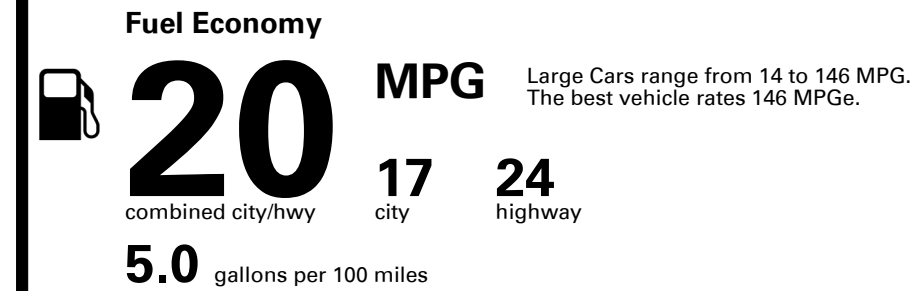 Fuel Economy
20
MPG
Large Cars range from 14 to 146 MPG.
The best vehicle rates 146 MPGe.
combined city/hwy
17
city
24
highway
5.0 gallons per 100 miles